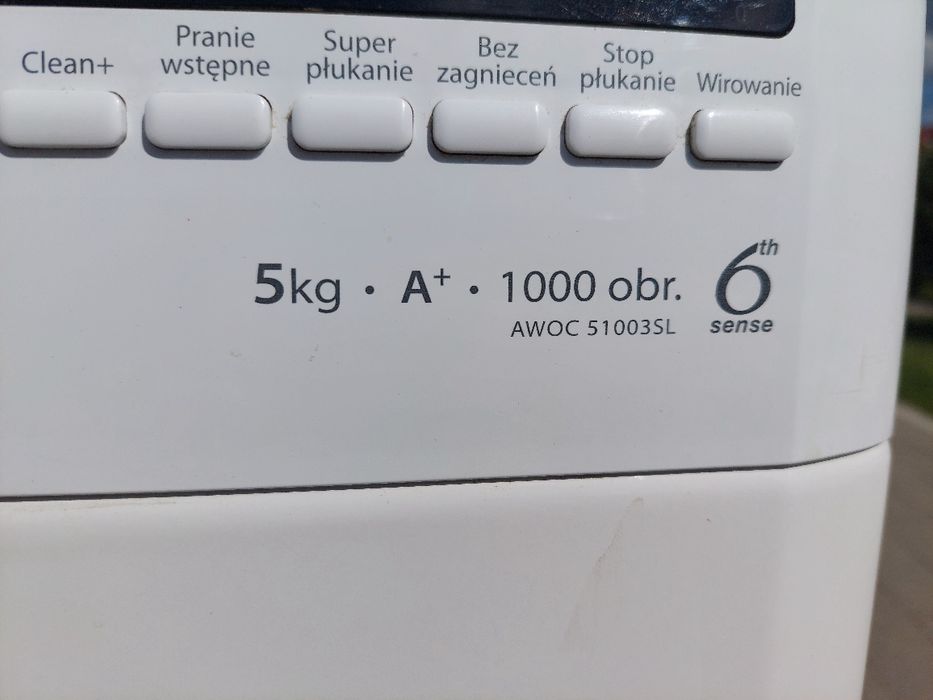 Clean+
Pranie
wstępne
Super
płukanie
Bez
zagnieceń
Stop
płukanie
Wirowanie
5kg • A+ • 1000 obr.
AWOC 51003SL
6th
sense